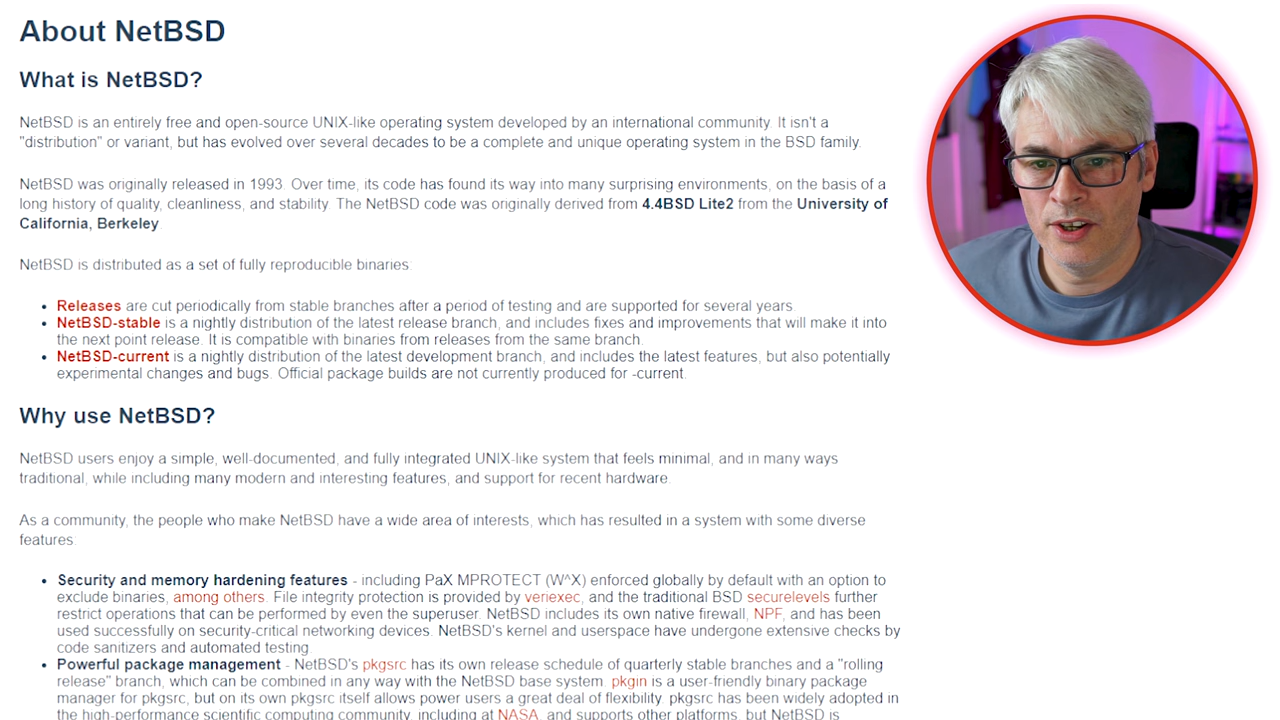 About NetBSD
What is NetBSD?
NetBSD is an entirely free and open-source UNIX-like operating system developed by an international community. It isn't a
"distribution" or variant, but has evolved over several decades to be a complete and unique operating system in the BSD family.
NetBSD was originally released in 1993. Over time, its code has found its way into many surprising environments, on the basis of a
long history of quality, cleanliness, and stability. The NetBSD code was originally derived from 4.4BSD Lite2 from the University of
California, Berkeley.
NetBSD is distributed as a set of fully reproducible binaries:
• Releases are cut periodically from stable branches after a period of testing and are supported for several years.
• NetBSD-stable is a nightly distribution of the latest release branch, and includes fixes and improvements that will make it into
the next point release. It is compatible with binaries from releases from the same branch.
• NetBSD-current is a nightly distribution of the latest development branch, and includes the latest features, but also potentially
experimental changes and bugs. Official package builds are not currently produced for -current.
Why use NetBSD?
NetBSD users enjoy a simple, well-documented, and fully integrated UNIX-like system that feels minimal, and in many ways
traditional, while including many modern and interesting features, and support for recent hardware.
As a community, the people who make NetBSD have a wide area of interests, which has resulted in a system with some diverse
features:
• Security and memory hardening features - including PaX MPROTECT (W^X) enforced globally by default with an option to
exclude binaries, among others. File integrity protection is provided by veriexec, and the traditional BSD securelevels further
restrict operations that can be performed by even the superuser. NetBSD includes its own native firewall, NPF, and has been
used successfully on security-critical networking devices. NetBSD's kernel and userspace have undergone extensive checks by
code sanitizers and automated testing.
• Powerful package management - NetBSD's pkgsrc has its own release schedule of quarterly stable branches and a "rolling
release" branch, which can be combined in any way with the NetBSD base system. pkgin is a user-friendly binary package
manager for pkgsrc, but on its own pkgsrc itself allows power users a great deal of flexibility. pkgsrc has been widely adopted in
the high-performance scientific computing community, including at NASA, and supports other platforms, but NetBSD is